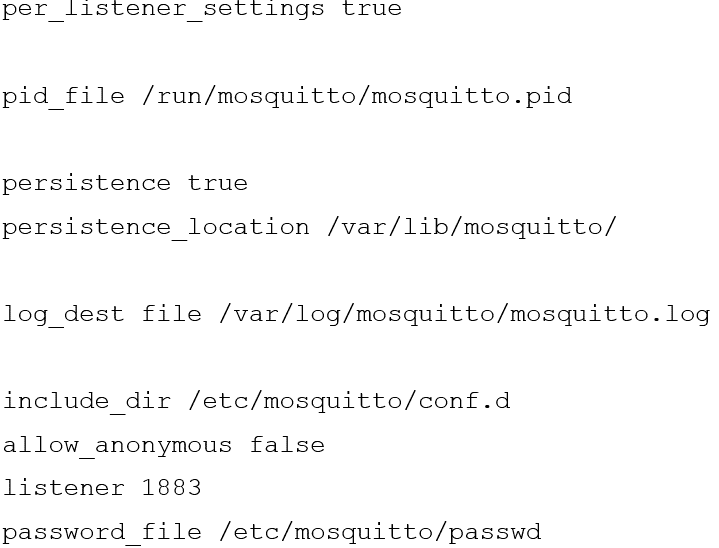 per_listener_settings true
pid_file /run/mosquitto/mosquitto.pid
persistence true
persistence_location /var/lib/mosquitto/
log_dest file /var/log/mosquitto/mosquitto.log
include_dir /etc/mosquitto/conf.d
allow_anonymous false
listener 1883
password_file /etc/mosquitto/passwd